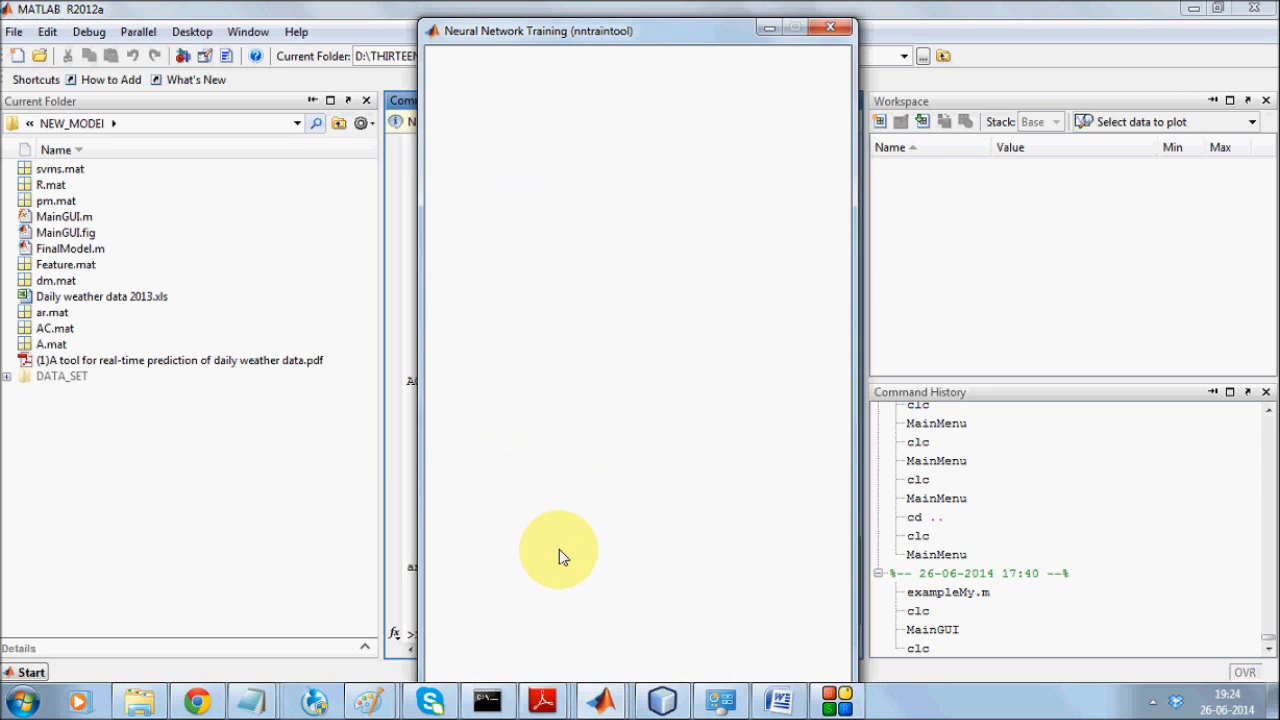 MATLAB R2012a
File Edit Debug Parallel Desktop Window Help
Current Folder: D:\THIRTEEN
Shortcuts How to Add What's New
Neural Network Training (nntraintool)
Current Folder
« NEW_MODEl
Name
svms.mat
R.mat
pm.mat
MainGUI.m
MainGUI.fig
FinalModel.m
Feature.mat
dm.mat
Daily weather data 2013.xls
ar.mat
AC.mat
A.mat
(1)A tool for real-time prediction of daily weather data.pdf
DATA_SET
Details
Start
Com
N
fx >
Workspace
Stack: Base Select data to plot
Name Value Min Max
Command History
clc
MainMenu
clc
MainMenu
clc
MainMenu
cd ..
clc
MainMenu
%-- 26-06-2014 17:40 --%
exampleMy.m
clc
MainGUI
clc
OVR
19:24
26-06-2014